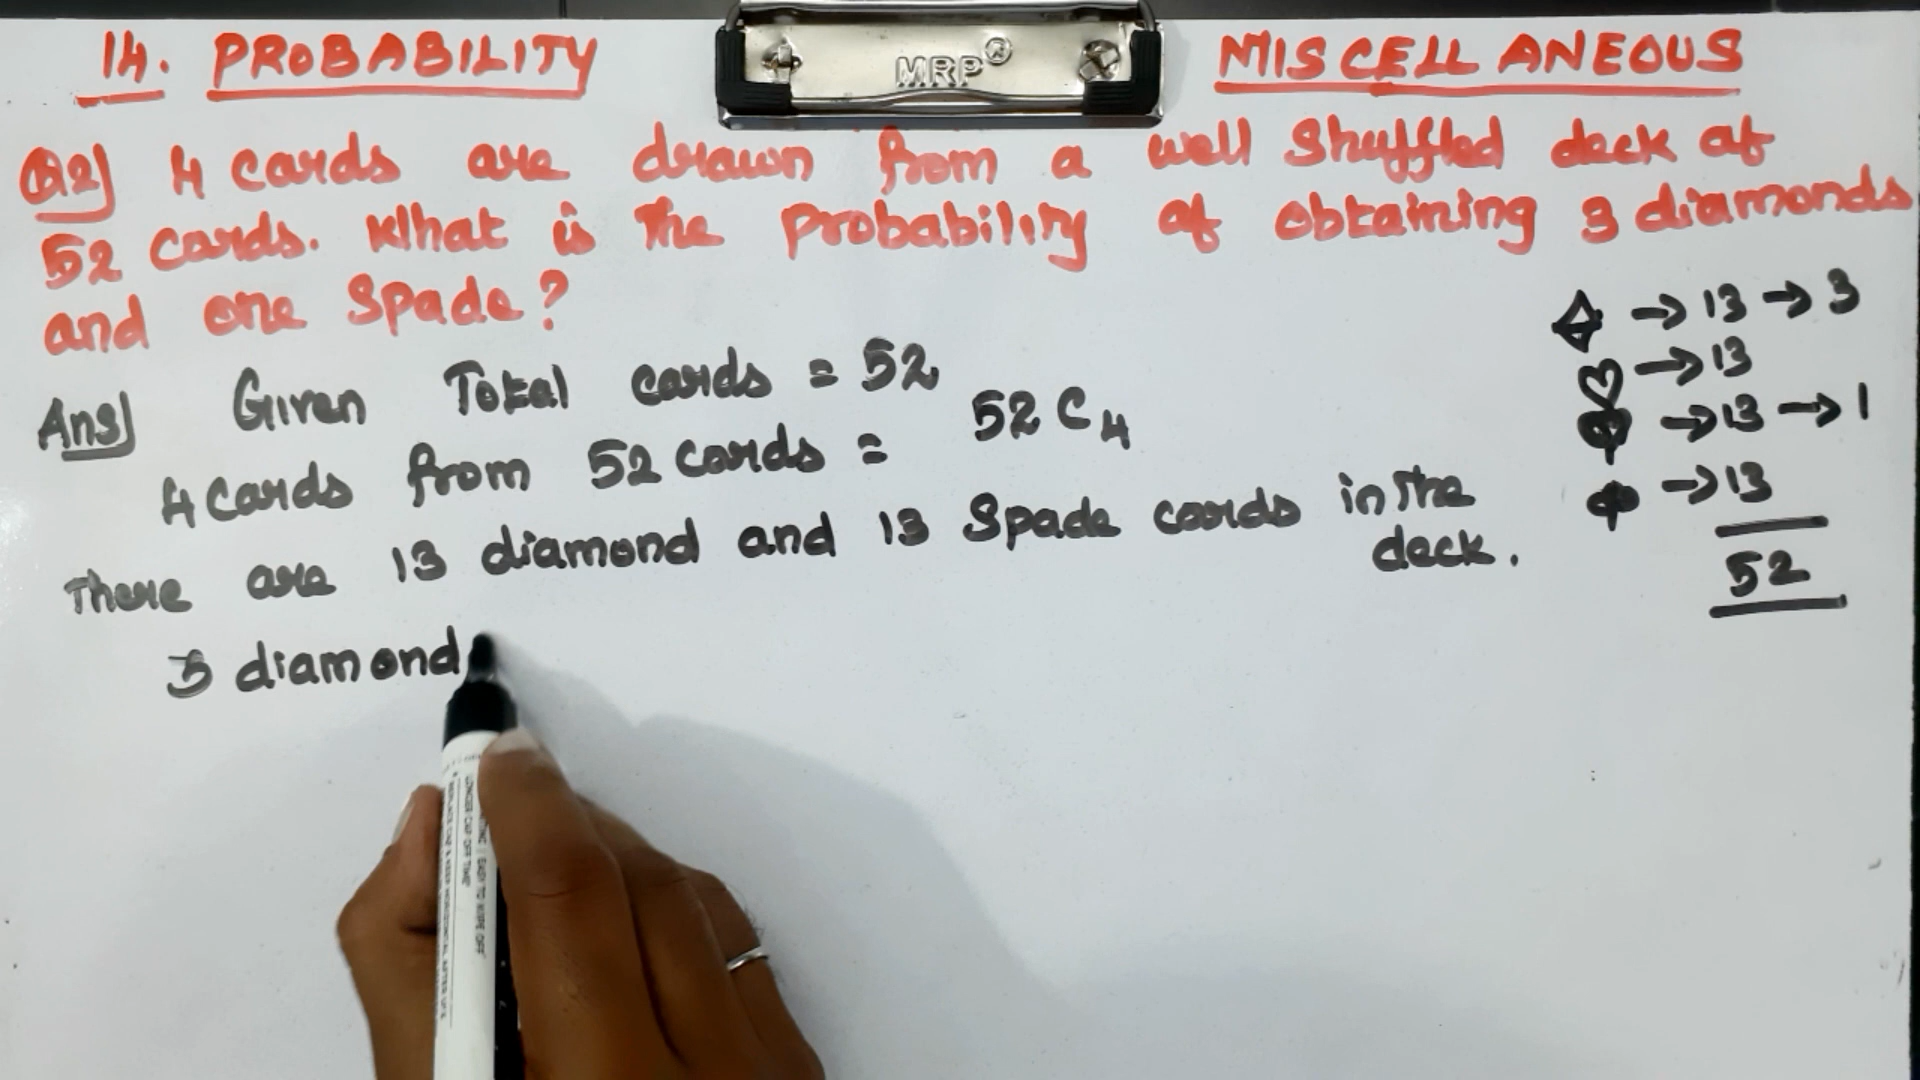 14. PROBABILITY
MRP®
MISCELLANEOUS
Q2) 4 cards are drawn from a well shuffled deck of
52 cards. What is the probability of obtaining 3 diamonds
and one spade?
Ans) Given Total cards = 52
4 cards from 52 cards = 52 C 4
There are 13 diamond and 13 Spade cards in the
deck.
3 diamond
♢ → 13 → 3
♡ → 13
♠ → 13 → 1
♣ → 13
52